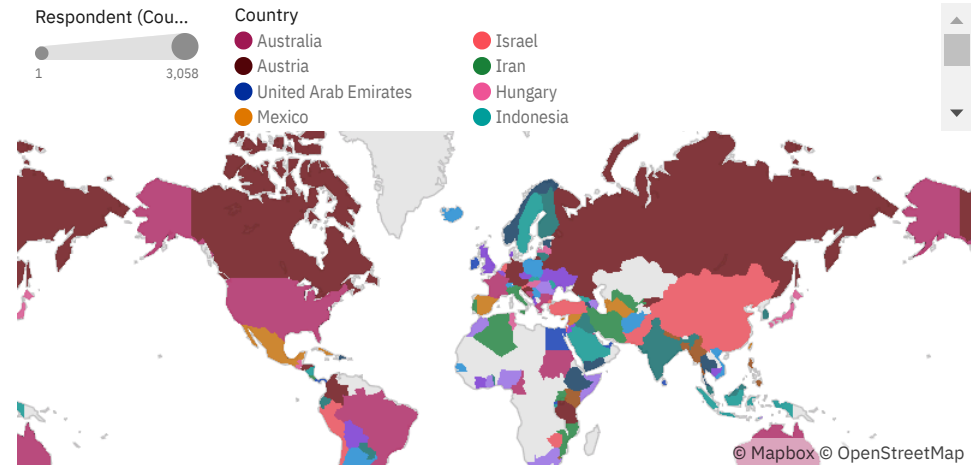 Respondent (Cou...
1
3,058
Country
Australia
Austria
United Arab Emirates
Mexico
Israel
Iran
Hungary
Indonesia
© Mapbox © OpenStreetMap